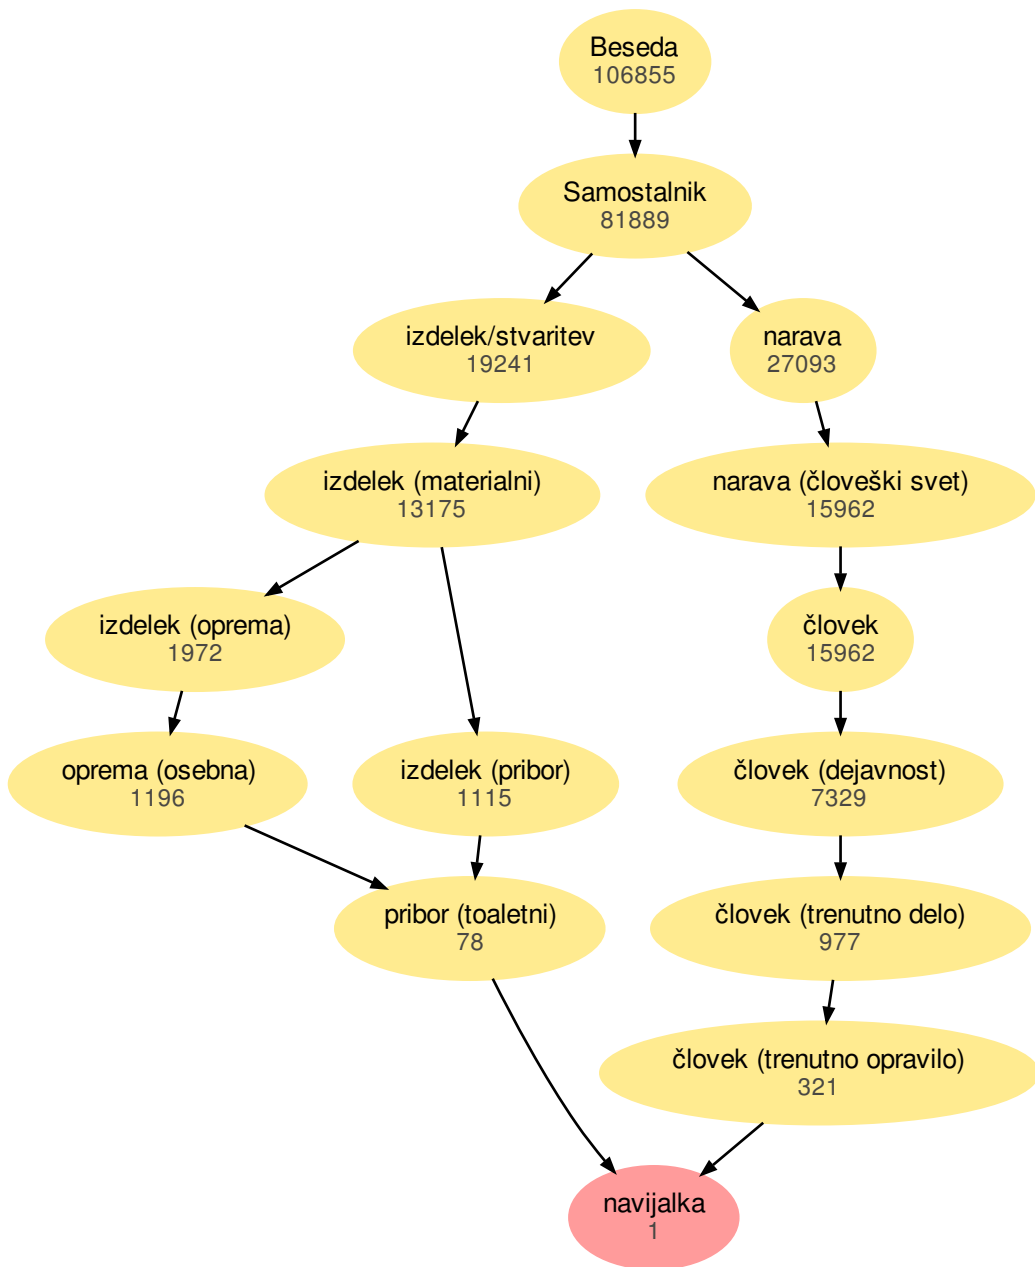 Beseda
106855
Samostalnik
81889
izdelek/stvaritev
19241
narava
27093
izdelek (materialni)
13175
narava (človeški svet)
15962
izdelek (oprema)
1972
človek
15962
oprema (osebna)
1196
izdelek (pribor)
1115
človek (dejavnost)
7329
pribor (toaletni)
78
človek (trenutno delo)
977
človek (trenutno opravilo)
321
navijalka
1